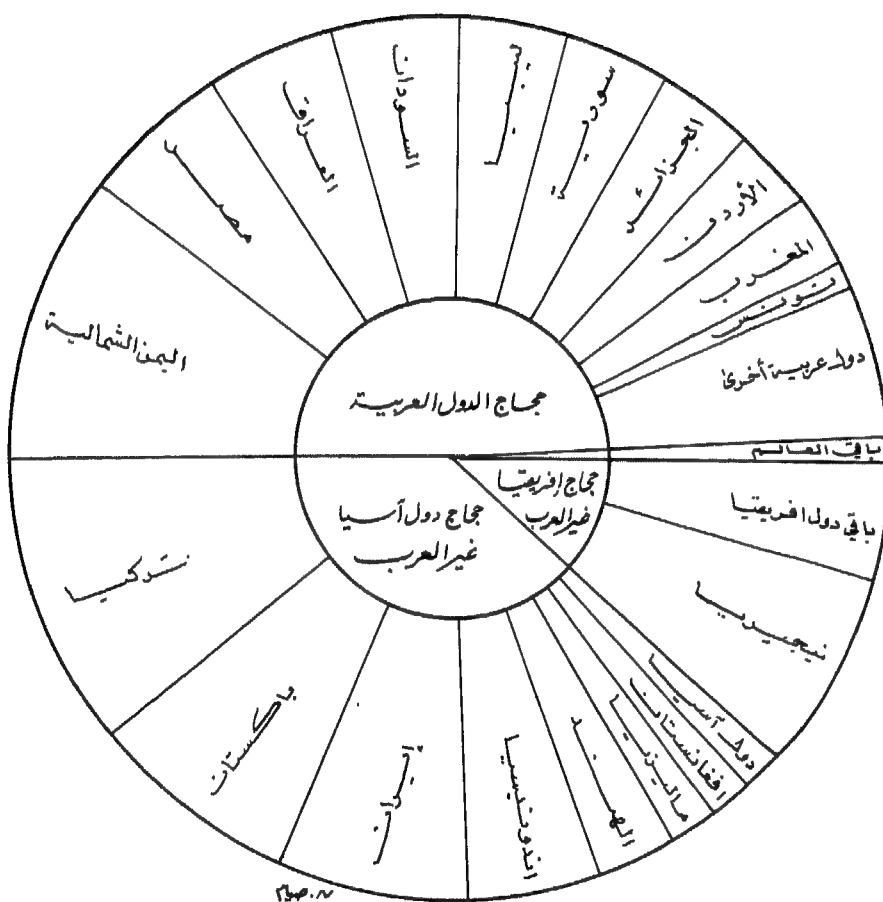 حجاج الدول العربية
اليمن الشمالية
مصر
العراق
السودان
ليبيا
سورية
الجزائر
الأردن
المغرب
تونس
دول عربية أخرى
باقي العالم
حجاج إفريقيا
غير العرب
باقي دول افريقيا
نيجيريا
حجاج دول آسيا
غير العرب
دول آسيا
افغانستان
ماليزيا
الهند
اندونيسيا
إيران
باكستان
تركيا